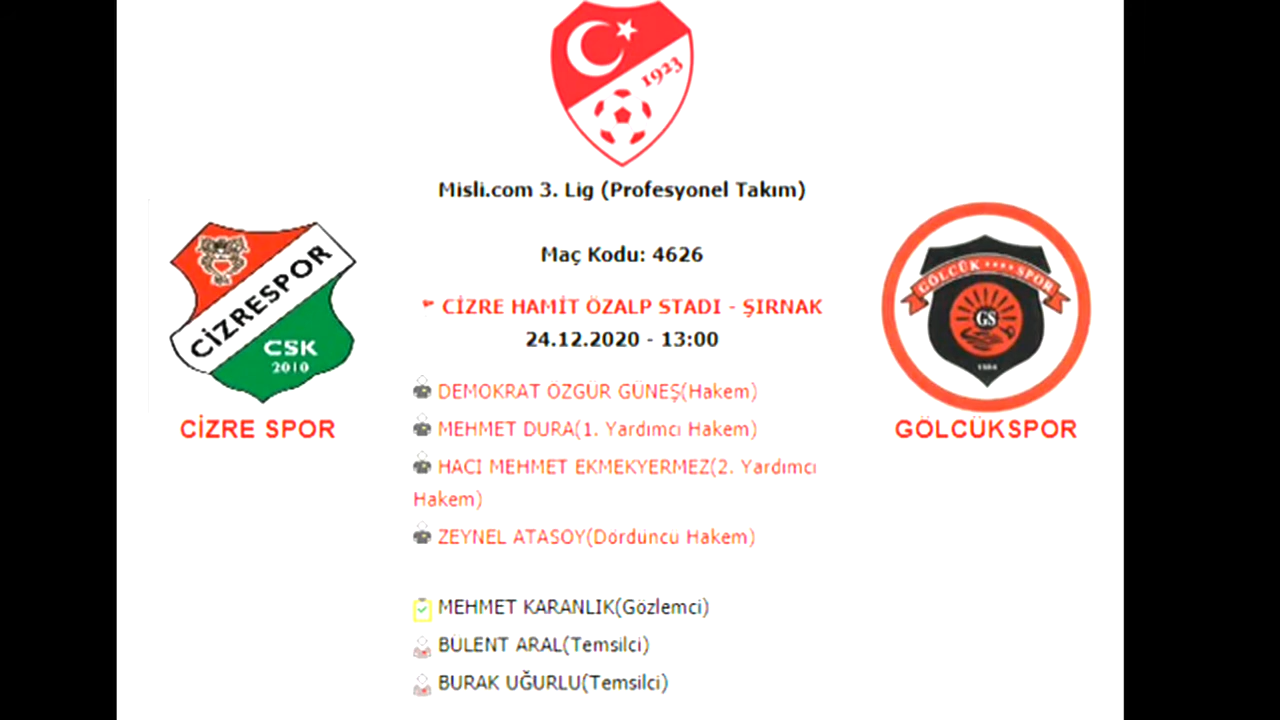 1923
Misli.com 3. Lig (Profesyonel Takım)
Maç Kodu: 4626
CİZRE HAMİT ÖZALP STADI - ŞIRNAK
24.12.2020 - 13:00
CİZRESPOR
CSK
2010
CİZRE SPOR
GÖLCÜK SPOR
GS
GÖLCÜKSPOR
DEMOKRAT ÖZGÜR GÜNEŞ(Hakem)
MEHMET DURA(1. Yardımcı Hakem)
HACI MEHMET EKMEKYERMEZ(2. Yardımcı
Hakem)
ZEYNEL ATASOY(Dördüncü Hakem)
MEHMET KARANLIK(Gözlemci)
BÜLENT ARAL(Temsilci)
BURAK UĞURLU(Temsilci)